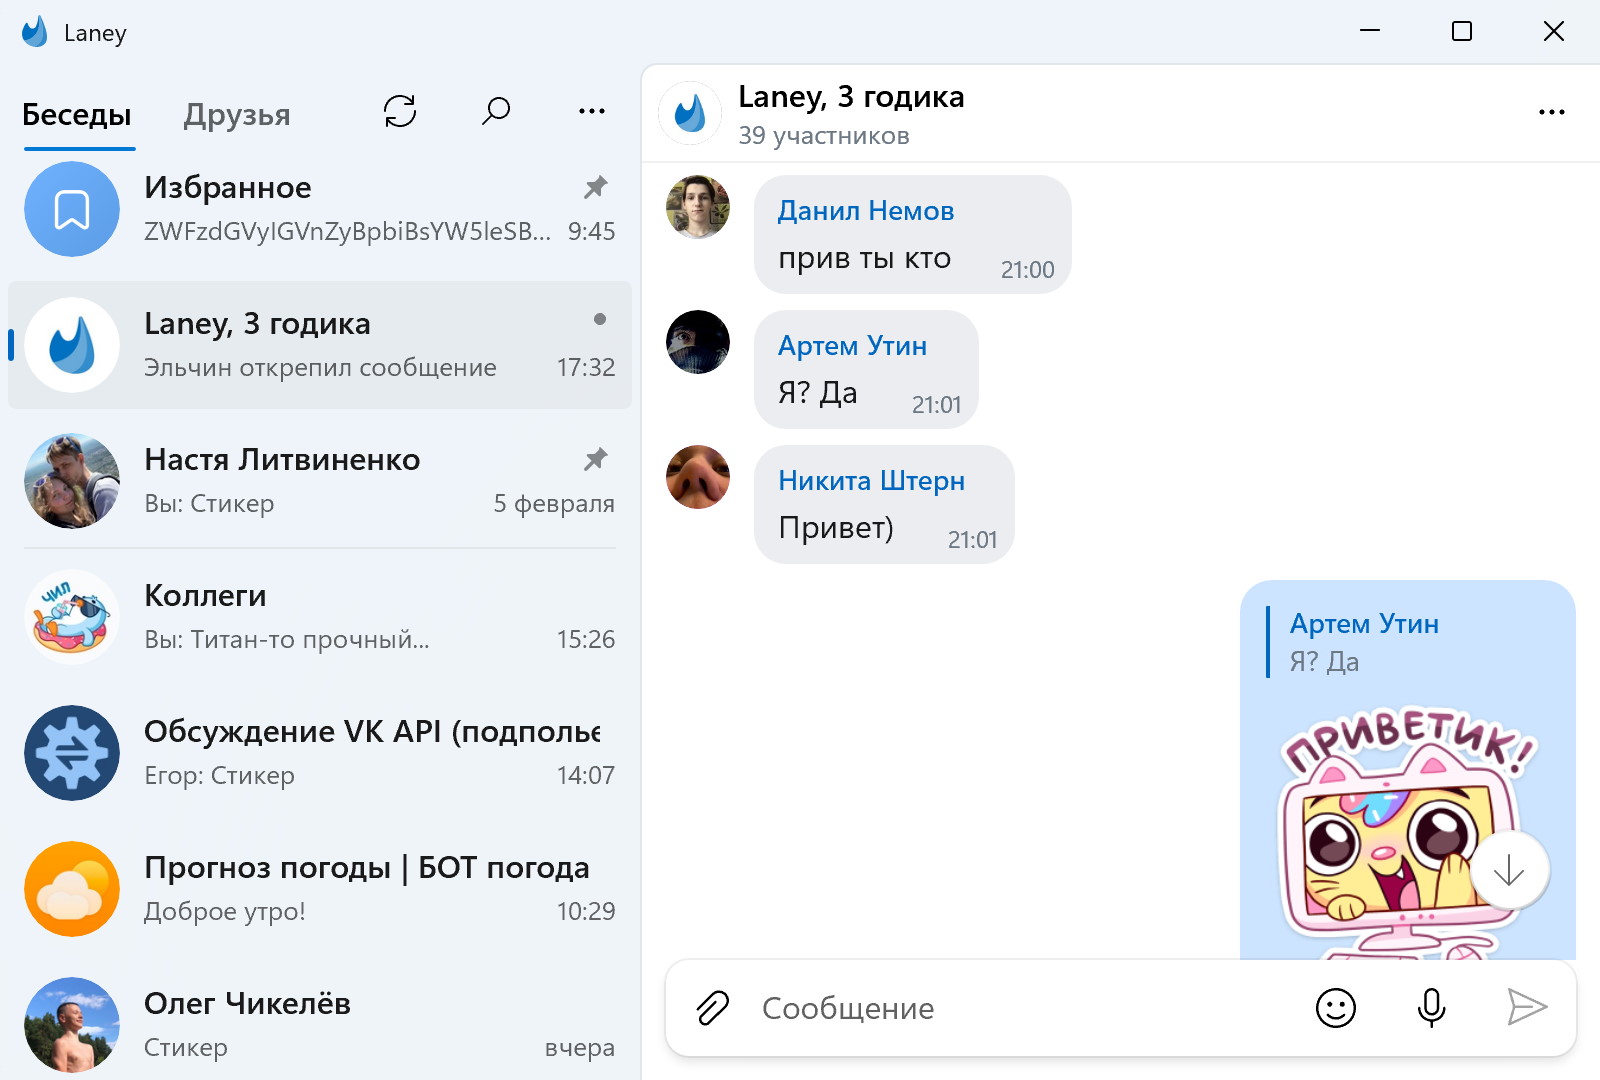 Laney
Беседы
Друзья
Избранное
ZWFzdGVyIGVnZyBpbiBsYW5leSB...
9:45
Laney, 3 годика
Эльчин открепил сообщение
17:32
Настя Литвиненко
Вы: Стикер
5 февраля
ЧИЛ
Коллеги
Вы: Титан-то прочный...
15:26
Обсуждение VK API (подполье
Егор: Стикер
14:07
Прогноз погоды | БОТ погода
Доброе утро!
10:29
Олег Чикелёв
Стикер
вчера
Laney, 3 годика
39 участников
Данил Немов
прив ты кто
21:00
Артем Утин
Я? Да
21:01
Никита Штерн
Привет)
21:01
Артем Утин
Я? Да
ПРИВЕТИК!
Сообщение